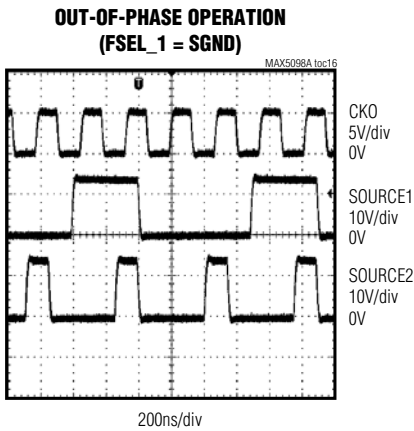 OUT-OF-PHASE OPERATION
(FSEL_1 = SGND)
MAX5098A toc16
T
CKO
5V/div
0V
SOURCE1
10V/div
0V
SOURCE2
10V/div
0V
200ns/div